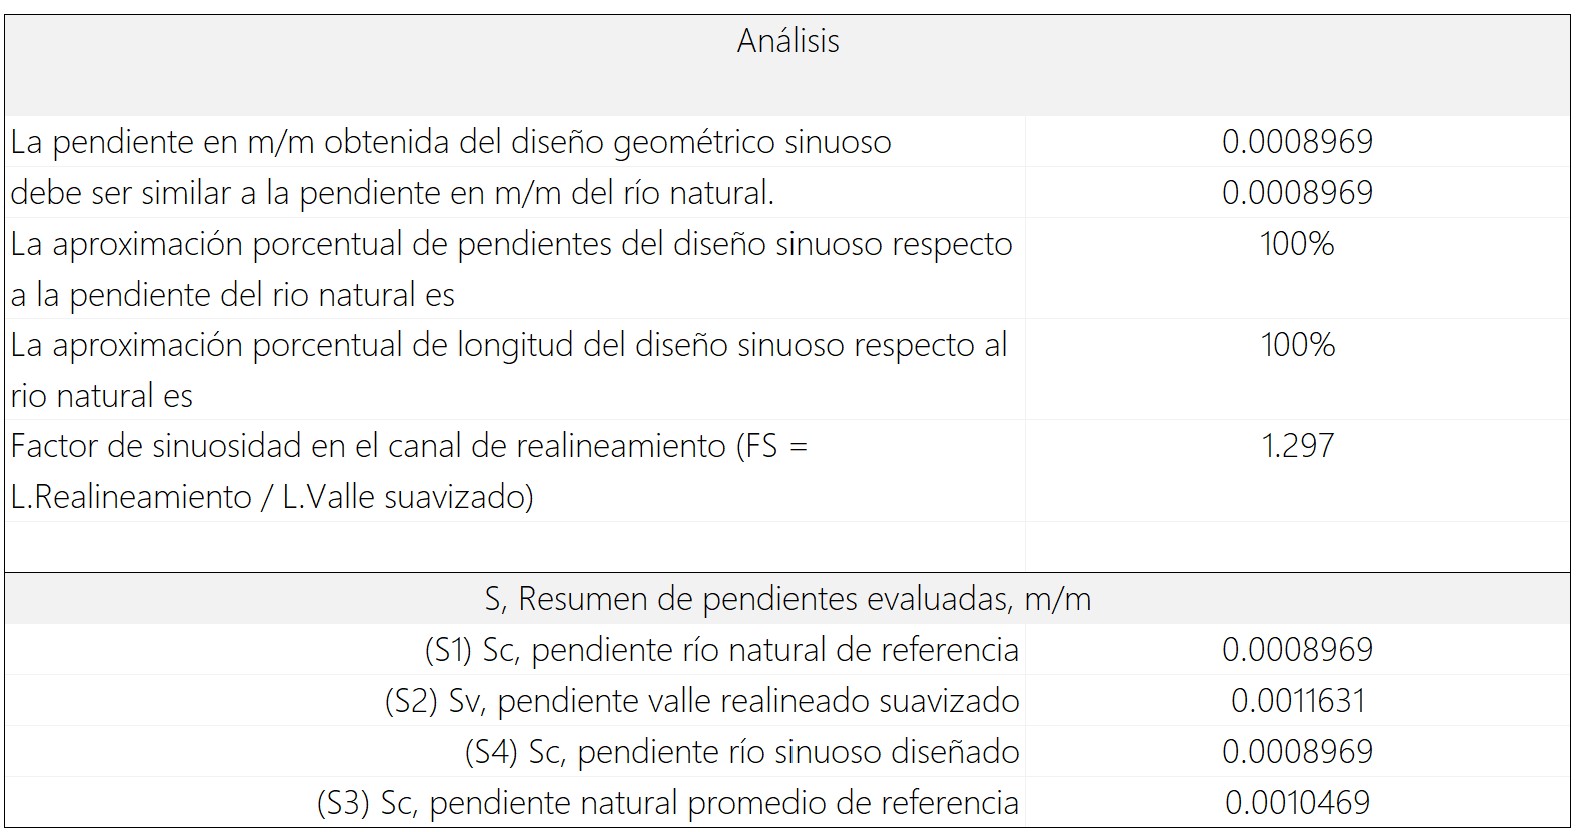 Análisis
La pendiente en m/m obtenida del diseño geométrico sinuoso 0.0008969
debe ser similar a la pendiente en m/m del río natural. 0.0008969
La aproximación porcentual de pendientes del diseño sinuoso respecto 100%
a la pendiente del rio natural es
La aproximación porcentual de longitud del diseño sinuoso respecto al 100%
rio natural es
Factor de sinuosidad en el canal de realineamiento (FS = 1.297
L.Realineamiento / L.Valle suavizado)
S, Resumen de pendientes evaluadas, m/m
(S1) Sc, pendiente río natural de referencia 0.0008969
(S2) Sv, pendiente valle realineado suavizado 0.0011631
(S4) Sc, pendiente río sinuoso diseñado 0.0008969
(S3) Sc, pendiente natural promedio de referencia 0.0010469